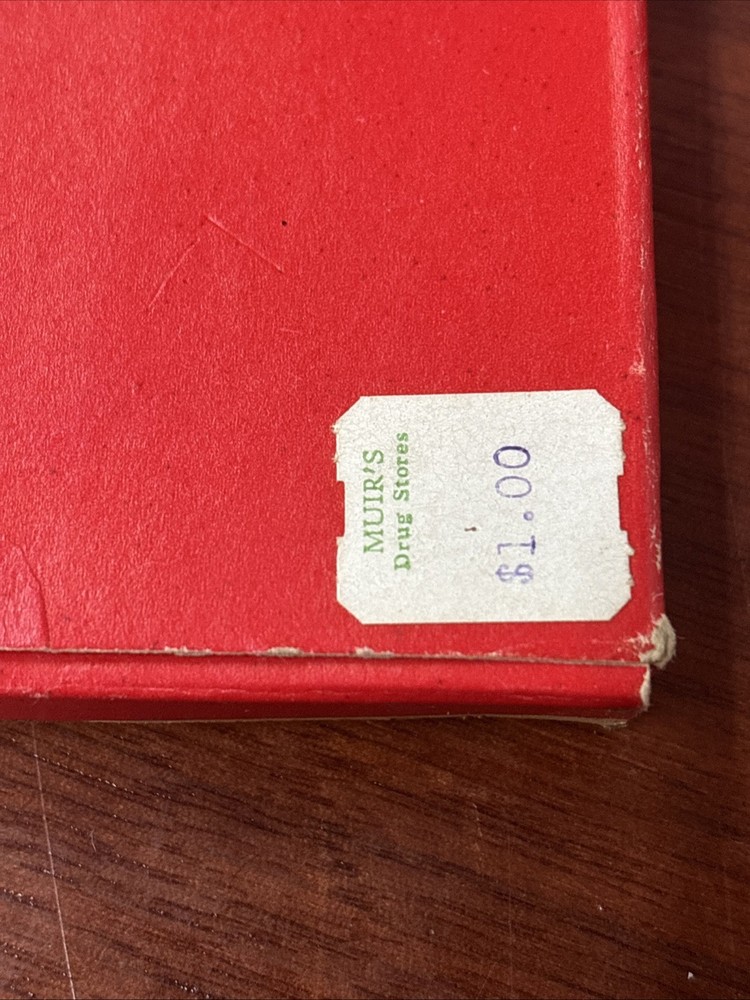 MUIR'S
Drug Stores
$1.00